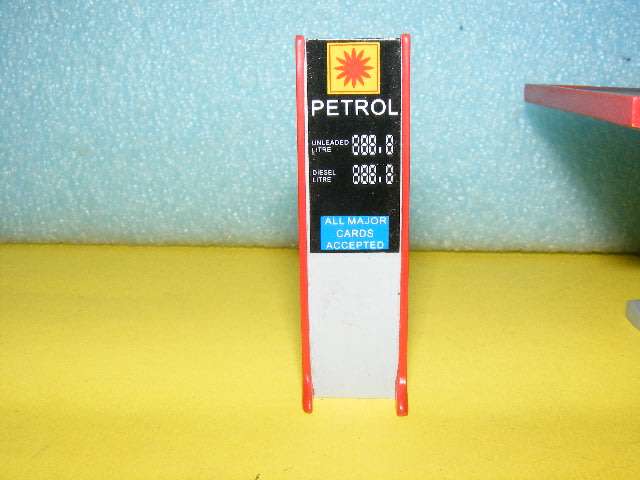 PETROL
UNLEADED
LITRE
888.8
DIESEL
LITRE
888.8
ALL MAJOR
CARDS
ACCEPTED